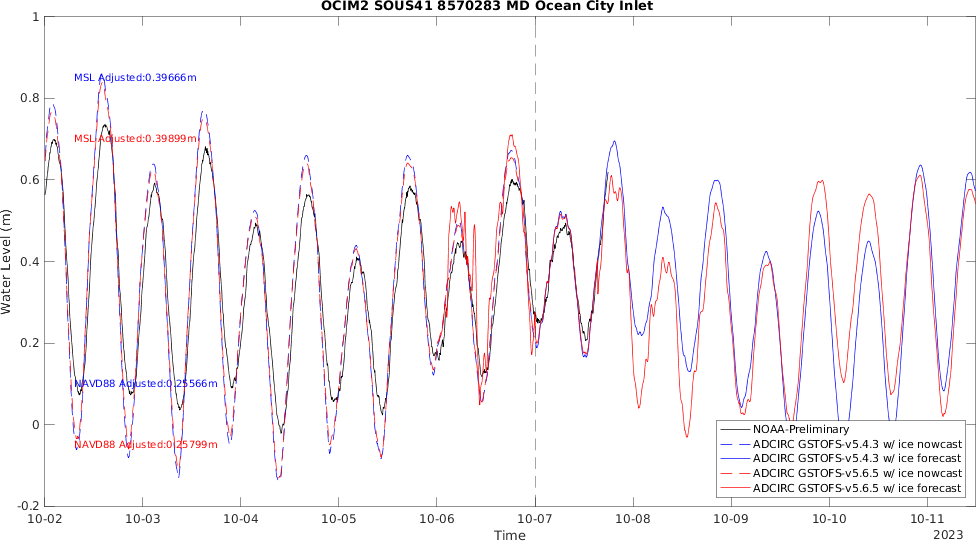 OCIM2 SOUS41 8570283 MD Ocean City Inlet
1
0.8
0.6
0.4
0.2
0
-0.2
Water Level (m)
MSL Adjusted:0.39666m
MSL Adjusted:0.39899m
NAVD88 Adjusted:0.25566m
NAVD88 Adjusted:0.25799m
NOAA-Preliminary
ADCIRC GSTOFS-v5.4.3 w/ ice nowcast
ADCIRC GSTOFS-v5.4.3 w/ ice forecast
ADCIRC GSTOFS-v5.6.5 w/ ice nowcast
ADCIRC GSTOFS-v5.6.5 w/ ice forecast
10-02 10-03 10-04 10-05 10-06 10-07 10-08 10-09 10-10 10-11
Time
2023